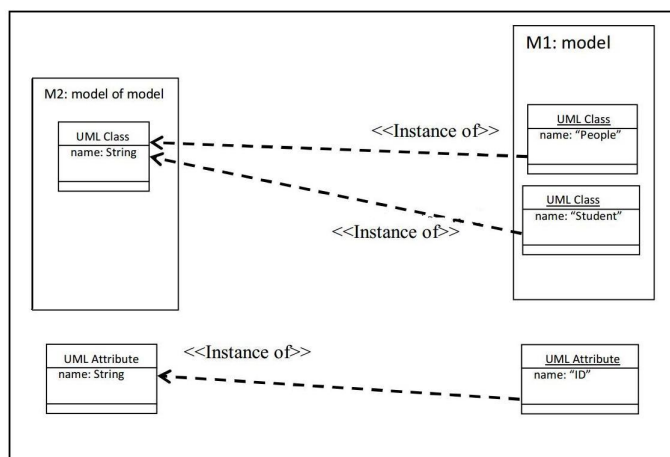 M1: model
M2: model of model
UML Class
name: String
<<Instance of>>
UML Class
name: “People”
UML Class
name: “Student”
<<Instance of>>
UML Attribute
name: String
<<Instance of>>
UML Attribute
name: “ID”